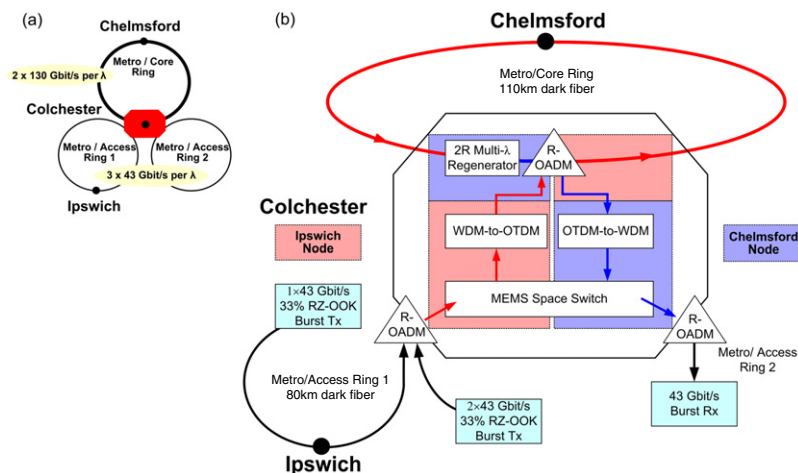 (a)
Chelmsford
Metro / Core
Ring
2 x 130 Gbit/s per λ
Colchester
Metro / Access
Ring 1
Metro / Access
Ring 2
3 x 43 Gbit/s per λ
Ipswich
(b)
Chelmsford
Metro/Core Ring
110km dark fiber
2R Multi-λ
Regenerator
R-
OADM
Colchester
Ipswich
Node
WDM-to-OTDM
OTDM-to-WDM
Chelmsford
Node
MEMS Space Switch
1×43 Gbit/s
33% RZ-OOK
Burst Tx
R-
OADM
R-
OADM
Metro/ Access
Ring 2
Metro/Access Ring 1
80km dark fiber
2×43 Gbit/s
33% RZ-OOK
Burst Tx
43 Gbit/s
Burst Rx
Ipswich